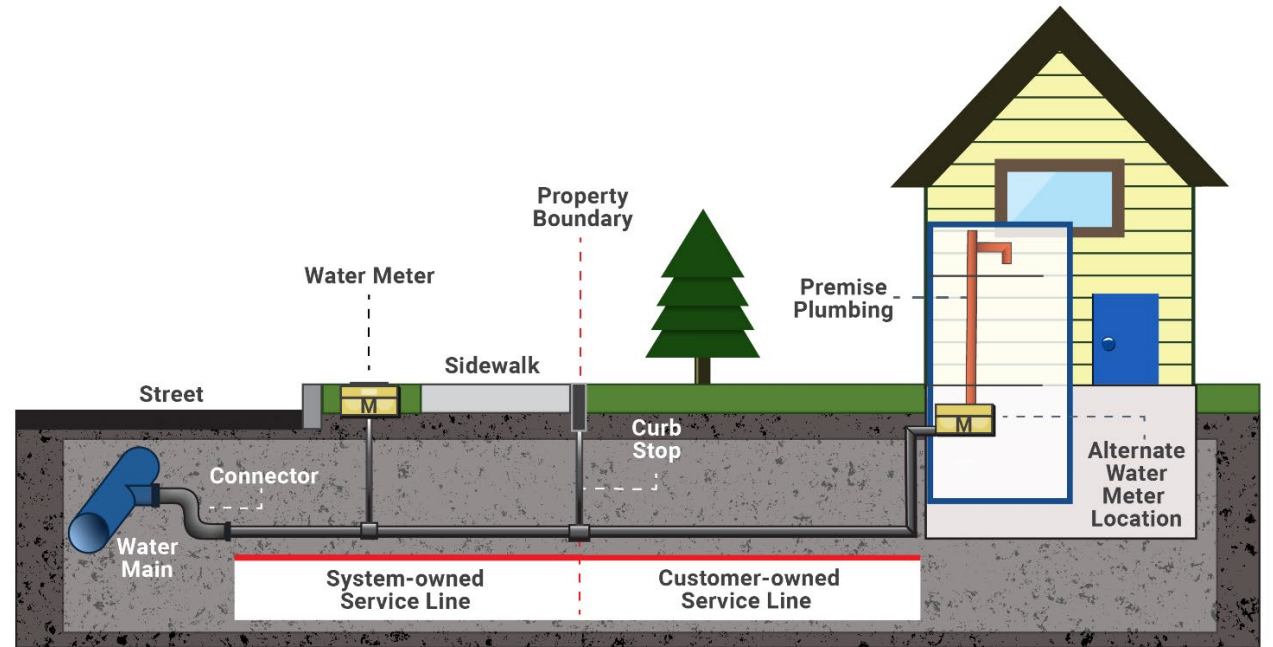 Property
Boundary
Water Meter
Premise
Plumbing
Sidewalk
Street
M
M
Curb
Stop
Connector
Alternate
Water
Meter
Location
Water
Main
System-owned
Service Line
Customer-owned
Service Line